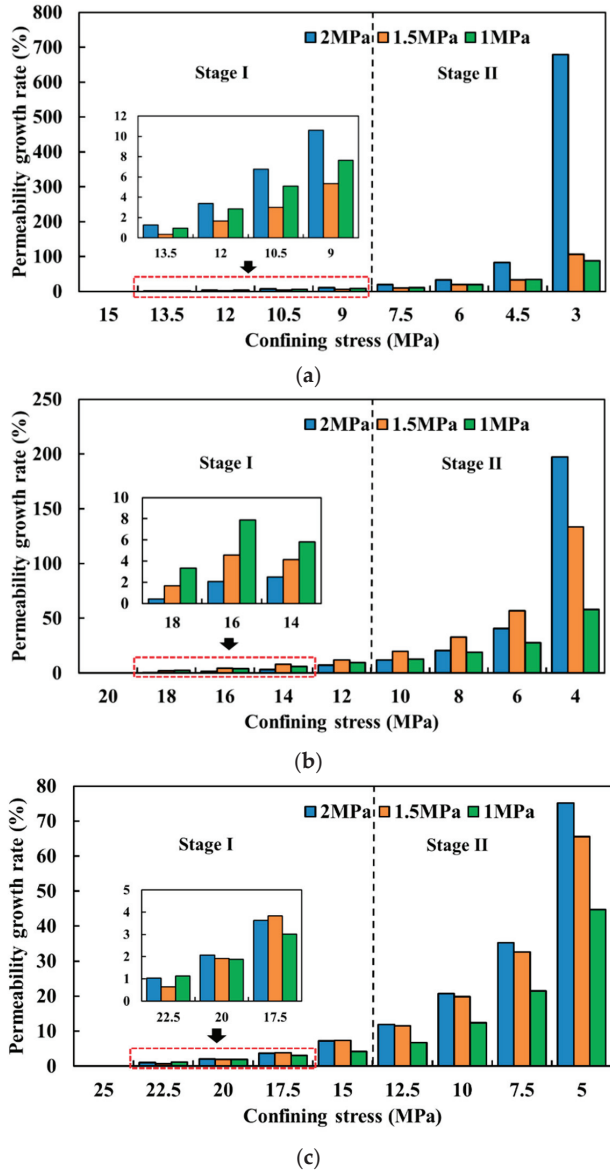 800
700
600
500
400
300
200
100
0
Permeability growth rate (%)
2MPa 1.5MPa 1MPa
Stage I Stage II
12
10
8
6
4
2
0
13.5 12 10.5 9
15 13.5 12 10.5 9 7.5 6 4.5 3
Confining stress (MPa)
(a)
250
200
150
100
50
0
Permeability growth rate (%)
2MPa 1.5MPa 1MPa
Stage I Stage II
10
8
6
4
2
0
18 16 14
20 18 16 14 12 10 8 6 4
Confining stress (MPa)
(b)
80
70
60
50
40
30
20
10
0
Permeability growth rate (%)
2MPa 1.5MPa 1MPa
Stage I Stage II
5
4
3
2
1
0
22.5 20 17.5
25 22.5 20 17.5 15 12.5 10 7.5 5
Confining stress (MPa)
(c)